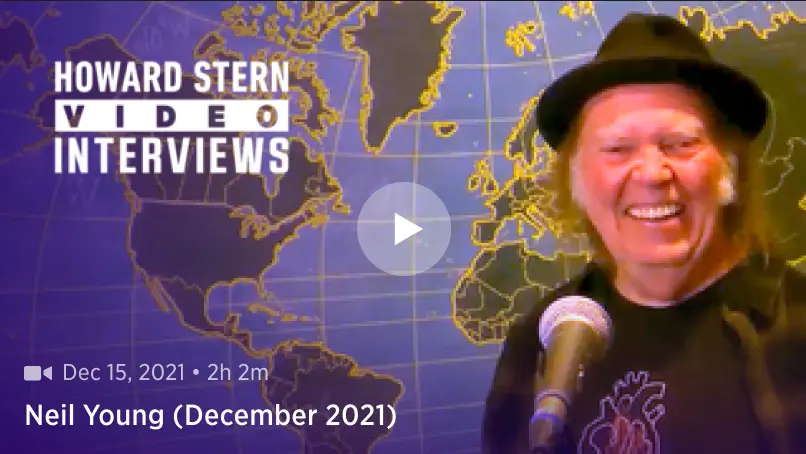 HOWARD STERN
VIDEO
INTERVIEWS
Dec 15, 2021 • 2h 2m
Neil Young (December 2021)